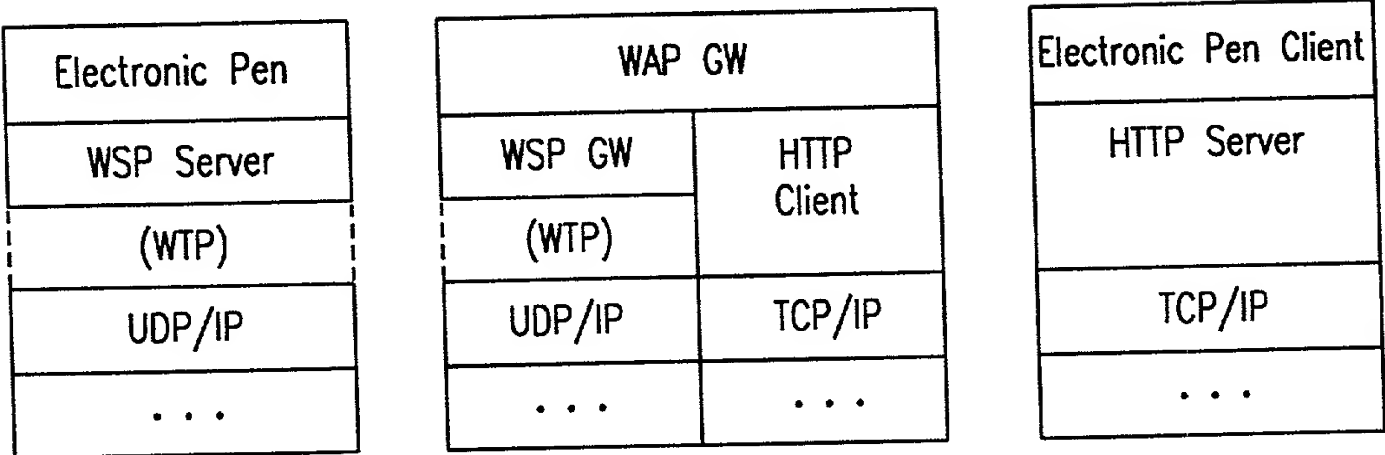 Electronic Pen
WSP Server
(WTP)
UDP/IP
. . .
WAP GW
WSP GW
(WTP)
UDP/IP
. . .
HTTP
Client
TCP/IP
. . .
Electronic Pen Client
HTTP Server
TCP/IP
. . .